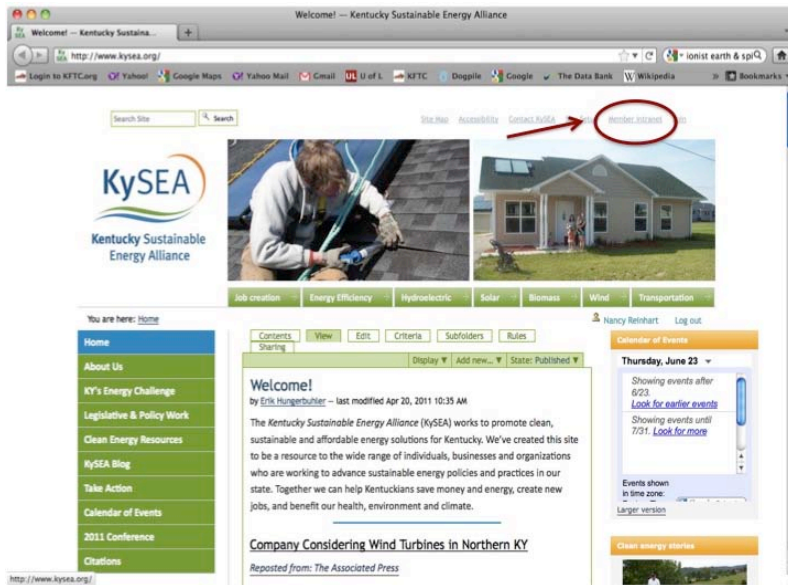 Welcome! — Kentucky Sustainable Energy Alliance
Ky SEA Welcome! — Kentucky Sustaina... +
http://www.kysea.org/ ionist earth & spi
Login to KFTC.org Yahoo! Google Maps Yahoo Mail Gmail UL U of L KFTC Dogpile Google The Data Bank W Wikipedia » Bookmarks
Search Site Search
Site Map Accessibility Contact KySEA Member Intranet
KySEA
Kentucky Sustainable
Energy Alliance
Job creation Energy Efficiency Hydroelectric Solar Biomass Wind Transportation
You are here: Home
Nancy Reinhart Log out
Home
About Us
KY's Energy Challenge
Legislative & Policy Work
Clean Energy Resources
KySEA Blog
Take Action
Calendar of Events
2011 Conference
Citations
Contents View Edit Criteria Subfolders Rules
Sharing
Display ▼ Add new... ▼ State: Published ▼
Welcome!
by Erik Hungerbuhler — last modified Apr 20, 2011 10:35 AM
The Kentucky Sustainable Energy Alliance (KySEA) works to promote clean,
sustainable and affordable energy solutions for Kentucky. We've created this site
to be a resource to the wide range of individuals, businesses and organizations
who are working to advance sustainable energy policies and practices in our
state. Together we can help Kentuckians save money and energy, create new
jobs, and benefit our health, environment and climate.
Company Considering Wind Turbines in Northern KY
Reposted from: The Associated Press
Calendar of Events
Thursday, June 23
Showing events after
6/23.
Look for earlier events
Showing events until
7/31. Look for more
Events shown
in time zone:
Larger version
Clean energy stories
http://www.kysea.org/